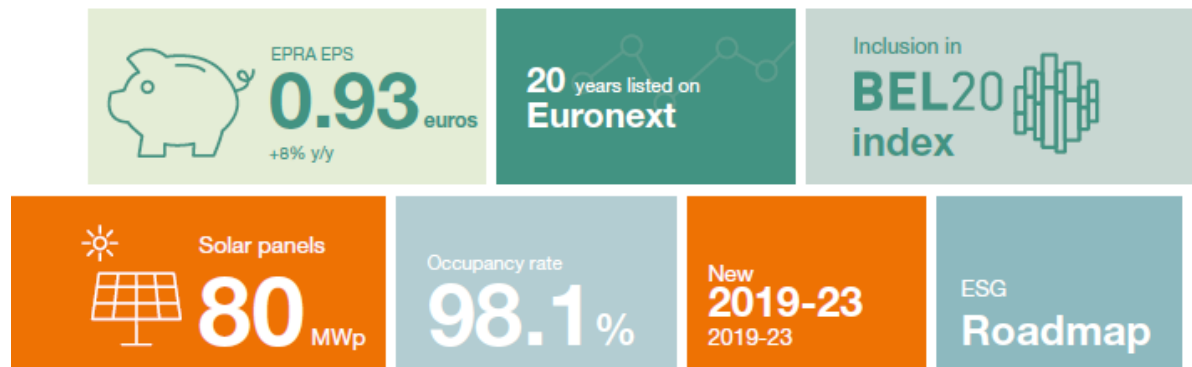 EPRA EPS
0.93 euros
+8% y/y
20 years listed on
Euronext
Inclusion in
BEL20
index
Solar panels
80 MWp
Occupancy rate
98.1%
New
2019-23
2019-23
ESG
Roadmap